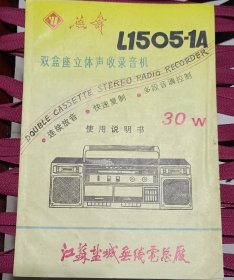 燕舞 L1505-1A
双盒座立体声收录音机
DOUBLE CASSETTE STEREO RADIO RECORDER
·连续放音 ·快速复制 ·多段音调控制
使用说明书 30W
江苏盐城无线电总厂